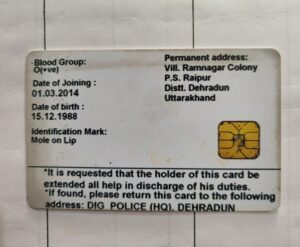 Blood Group:
O(+ve)
Date of Joining :
01.03.2014
Date of birth :
15.12.1988
Identification Mark:
Mole on Lip
Permanent address:
Vill. Ramnagar Colony
P.S. Raipur
Distt. Dehradun
Uttarakhand
*It is requested that the holder of this card be
extended all help in discharge of his duties.
*If found, please return this card to the following
address: DIG POLICE (HQ), DEHRADUN